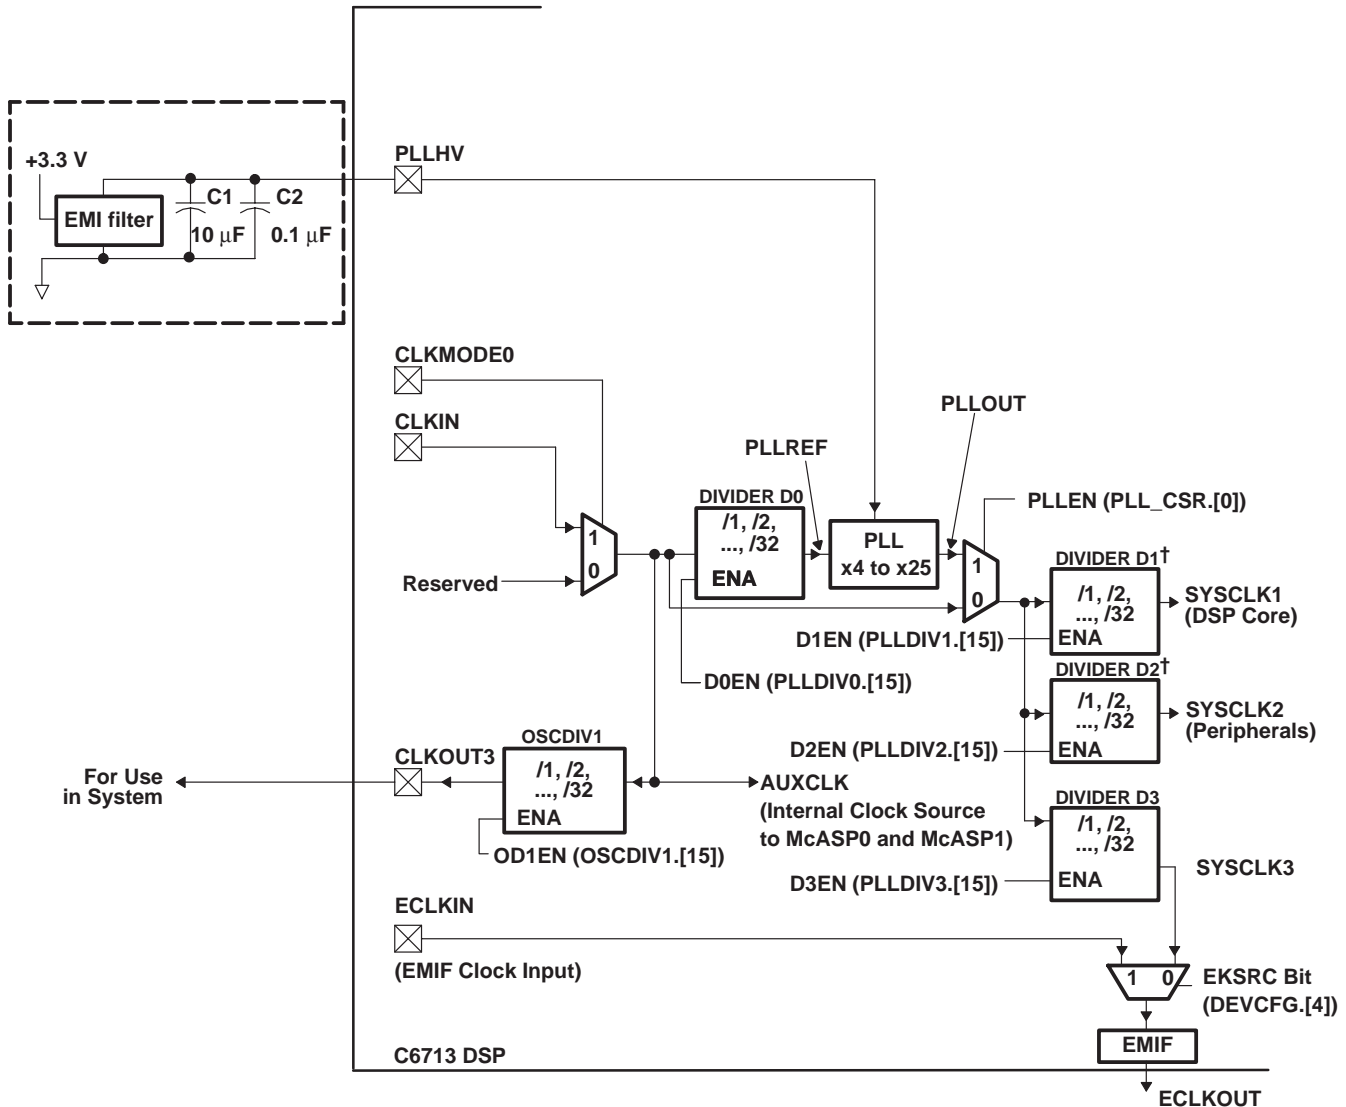 +3.3 V
EMI filter
C1
C2
10 μF
0.1 μF
PLLHV
CLKMODE0
CLKIN
PLLOUT
PLLREF
DIVIDER D0
/1, /2,
..., /32
ENA
PLL
x4 to x25
1
0
Reserved
1
0
PLLEN (PLL_CSR.[0])
DIVIDER D1†
/1, /2,
..., /32
ENA
SYSCLK1
(DSP Core)
D1EN (PLLDIV1.[15])
D0EN (PLLDIV0.[15])
DIVIDER D2†
/1, /2,
..., /32
ENA
SYSCLK2
(Peripherals)
D2EN (PLLDIV2.[15])
For Use
in System
CLKOUT3
OSCDIV1
/1, /2,
..., /32
ENA
OD1EN (OSCDIV1.[15])
AUXCLK
(Internal Clock Source
to McASP0 and McASP1)
DIVIDER D3
/1, /2,
..., /32
ENA
SYSCLK3
D3EN (PLLDIV3.[15])
ECLKIN
(EMIF Clock Input)
1 0
EKSRC Bit
(DEVCFG.[4])
EMIF
C6713 DSP
ECLKOUT